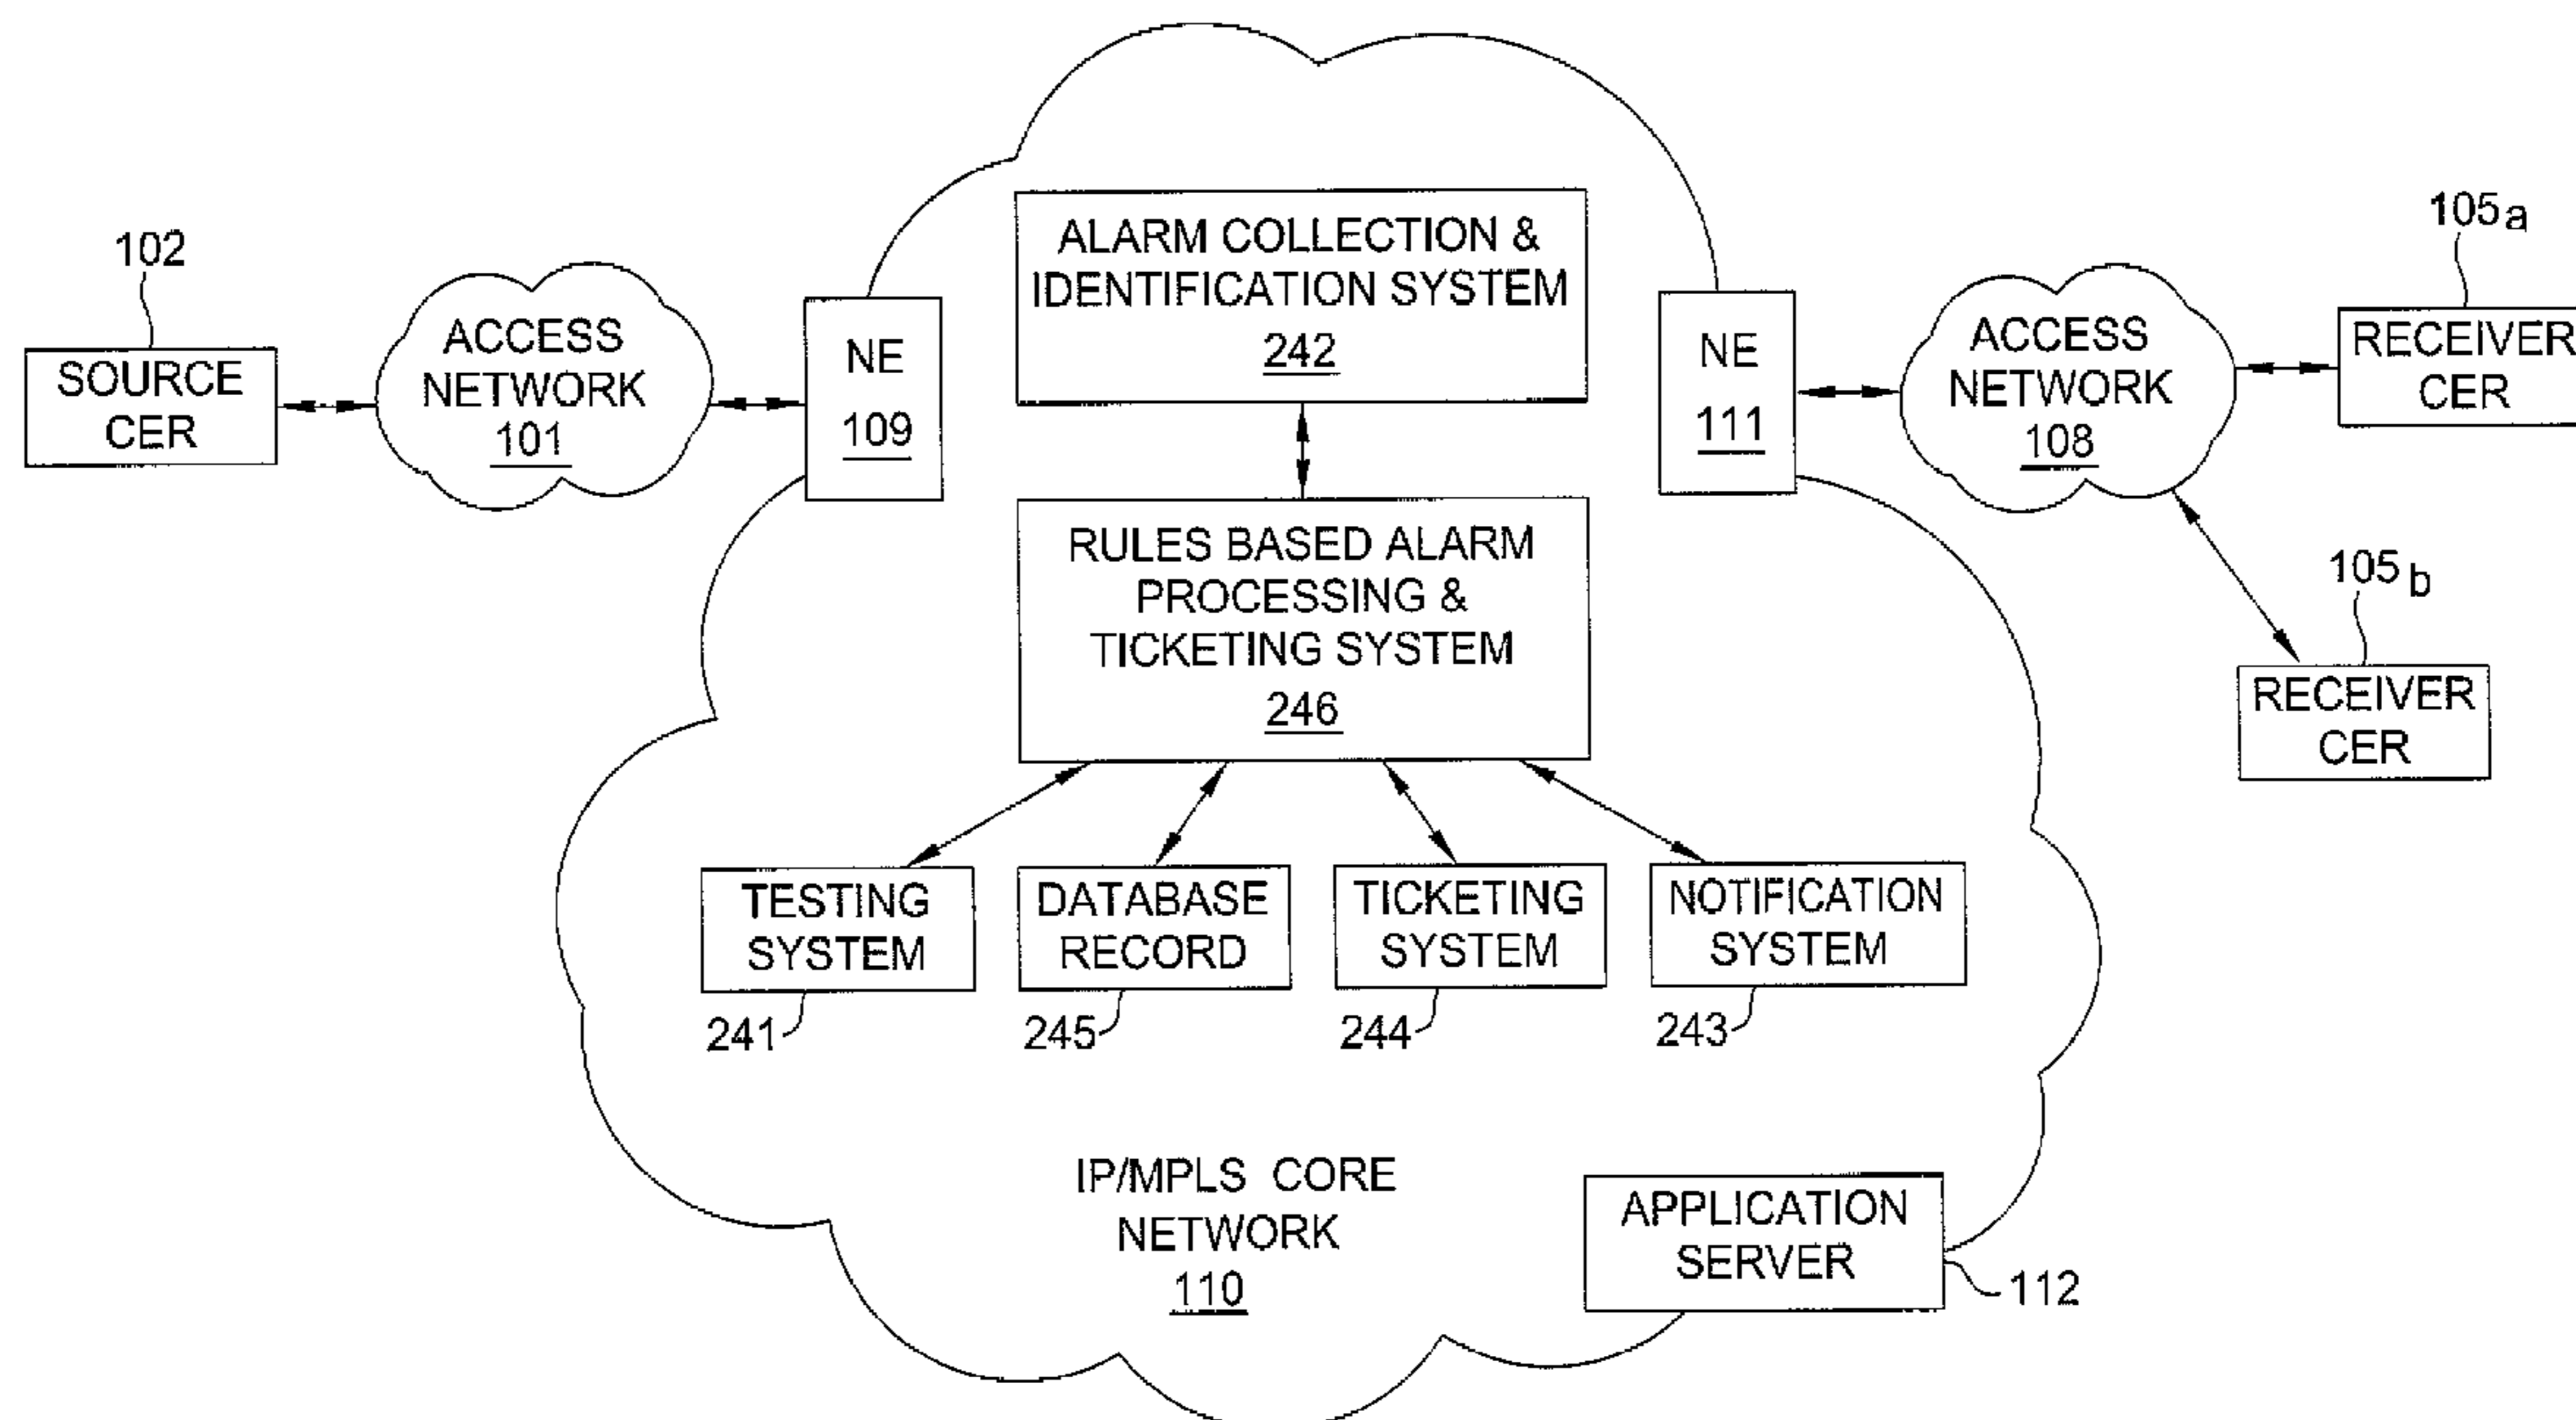 102
SOURCE
CER
ACCESS
NETWORK
101
NE
109
ALARM COLLECTION &
IDENTIFICATION SYSTEM
242
NE
111
ACCESS
NETWORK
108
105a
RECEIVER
CER
105b
RECEIVER
CER
RULES BASED ALARM
PROCESSING &
TICKETING SYSTEM
246
TESTING
SYSTEM
241
DATABASE
RECORD
245
TICKETING
SYSTEM
244
NOTIFICATION
SYSTEM
243
IP/MPLS CORE
NETWORK
110
APPLICATION
SERVER
112